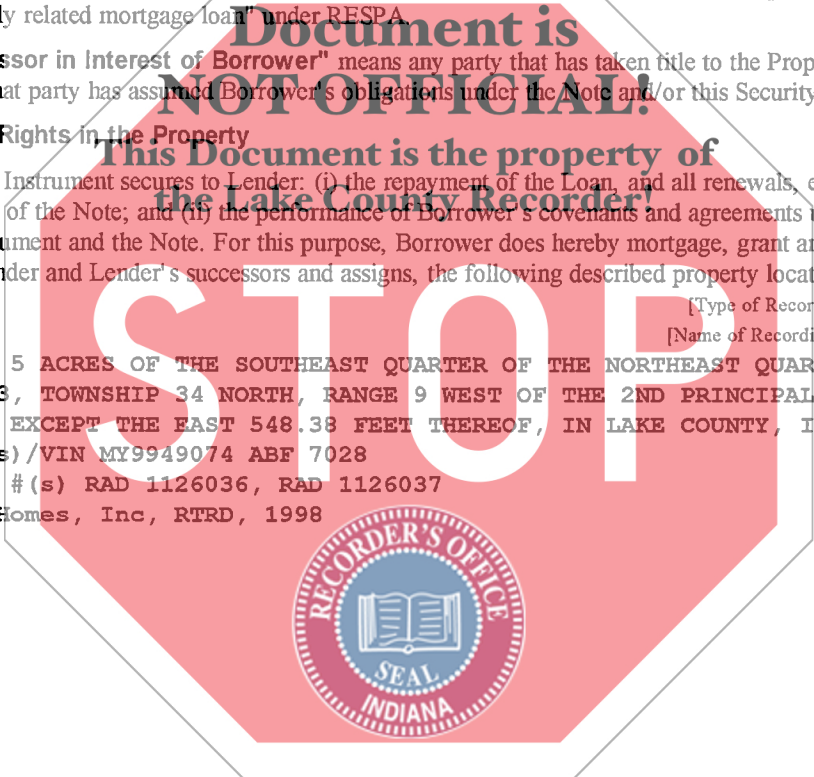 ly related mortgage loan" under RESPA.
Document is
ssor in Interest of Borrower" means any party that has taken title to the Prop
NOT OFFICIAL!
at party has assumed Borrower's obligations under the Note and/or this Security
Rights in the Property
This Document is the property of
Instrument secures to Lender: (i) the repayment of the Loan, and all renewals, e
the Lake County Recorder!
of the Note; and (ii) the performance of Borrower's covenants and agreements u
ument and the Note. For this purpose, Borrower does hereby mortgage, grant an
nder and Lender's successors and assigns, the following described property locat
STOP
[Type of Recor
[Name of Recordi
5 ACRES OF THE SOUTHEAST QUARTER OF THE NORTHEAST QUAR
3, TOWNSHIP 34 NORTH, RANGE 9 WEST OF THE 2ND PRINCIPAL
EXCEPT THE EAST 548.38 FEET THEREOF, IN LAKE COUNTY, I
s)/VIN MY9949074 ABF 7028
#(s) RAD 1126036, RAD 1126037
Homes, Inc, RTRD, 1998
RECORDER'S OFFICE
SEAL
INDIANA